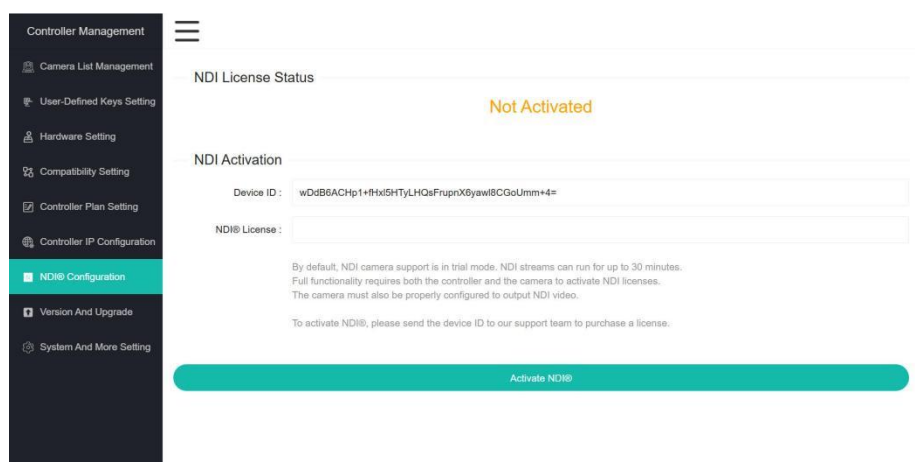 Controller Management
Camera List Management
User-Defined Keys Setting
Hardware Setting
Compatibility Setting
Controller Plan Setting
Controller IP Configuration
NDI® Configuration
Version And Upgrade
System And More Setting
NDI License Status
Not Activated
NDI Activation
Device ID : wDdB6ACHp1+fHxl5HTyLHQsFrupnX6yawl8CGoUmm+4=
NDI® License :
By default, NDI camera support is in trial mode. NDI streams can run for up to 30 minutes.
Full functionality requires both the controller and the camera to activate NDI licenses.
The camera must also be properly configured to output NDI video.
To activate NDI®, please send the device ID to our support team to purchase a license.
Activate NDI®